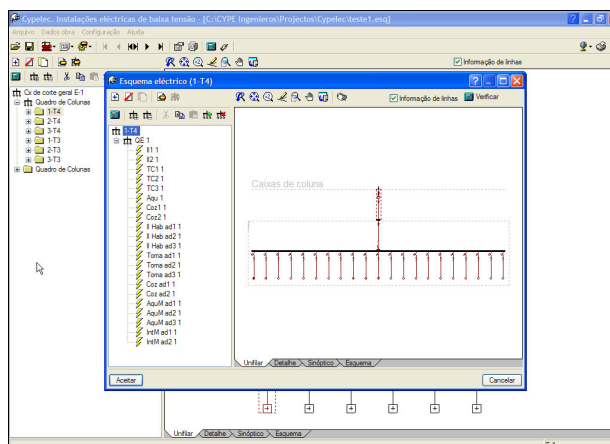 Cypelec. Instalações eléctricas de baixa tensão - [C:\CYPE Ingenieros\Projectos\Cypelec\teste1.esq]
Arquivo Dados obra Configuração Ajuda
Informação de linhas
Cx de corte geral E-1
Quadro de Colunas
1-T4
2-T4
3-T4
1-T3
2-T3
3-T3
Quadro de Colunas
Esquema eléctrico (1-T4)
Informação de linhas Verificar
1-T4
QE 1
Il1 1
Il2 1
TC1 1
TC2 1
TC3 1
Aqu 1
Coz1 1
Coz2 1
Il Hab ad1 1
Il Hab ad2 1
Il Hab ad3 1
Toma ad1 1
Toma ad2 1
Toma ad3 1
Coz ad1 1
Coz ad2 1
AquM ad1 1
AquM ad2 1
AquM ad3 1
IntM ad1 1
IntM ad2 1
Caixas de coluna
Unifilar Detalhe Sinóptico Esquema
Aceitar Cancelar
Unifilar Detalhe Sinóptico Esquema